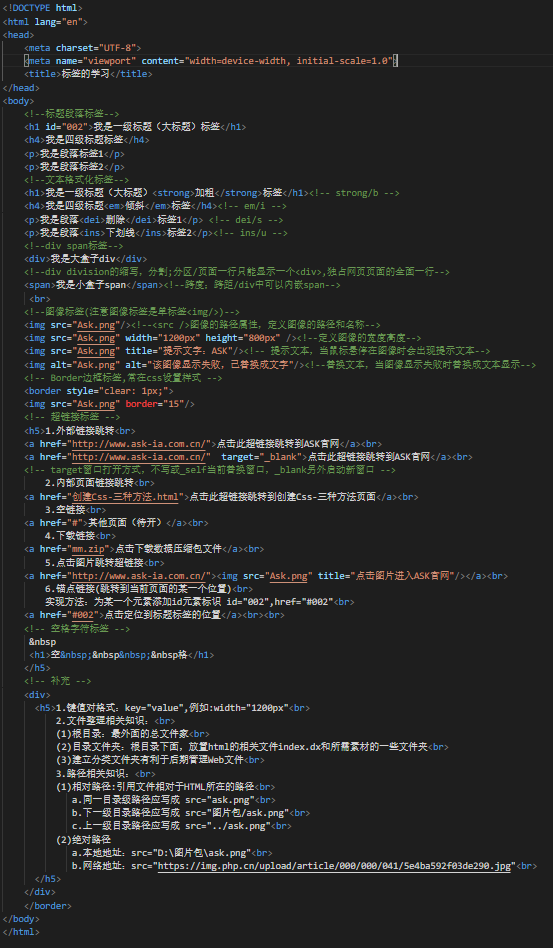 <!DOCTYPE html>
<html lang="en">
<head>
<meta charset="UTF-8">
<meta name="viewport" content="width=device-width, initial-scale=1.0">
<title>标签的学习</title>
</head>
<body>
<!--标题段落标签-->
<h1 id="002">我是一级标题（大标题）标签</h1>
<h4>我是四级标题标签</h4>
<p>我是段落标签1</p>
<p>我是段落标签2</p>
<!--文本格式化标签-->
<h1>我是一级标题（大标题）<strong>加粗</strong>标签</h1><!-- strong/b -->
<h4>我是四级标题<em>倾斜</em>标签</h4><!-- em/i -->
<p>我是段落<dei>删除</dei>标签1</p> <!-- dei/s -->
<p>我是段落<ins>下划线</ins>标签2</p><!-- ins/u -->
<!--div span标签-->
<div>我是大盒子div</div>
<!--div division的缩写，分割;分区/页面一行只能显示一个<div>,独占网页页面的全面一行-->
<span>我是小盒子span</span><!--跨度；跨距/div中可以内嵌span-->
<br>
<!--图像标签(注意图像标签是单标签<img/>)-->
<img src="Ask.png"/><!--<src />图像的路径属性，定义图像的路径和名称-->
<img src="Ask.png" width="1200px" height="800px" /><!--定义图像的宽度高度-->
<img src="Ask.png" title="提示文字：ASK"/><!-- 提示文本，当鼠标悬停在图像时会出现提示文本-->
<img alt="Ask.png" alt="该图像显示失败，已替换成文字"/><!--替换文本，当图像显示失败时替换成文本显示-->
<!-- Border边框标签,常在css设置样式 -->
<border style="clear: 1px;">
<img src="Ask.png" border="15"/>
<!-- 超链接标签 -->
<h5>1.外部链接跳转<br>
<a href="http://www.ask-ia.com.cn/">点击此超链接跳转到ASK官网</a><br>
<a href="http://www.ask-ia.com.cn/"  target="_blank">点击此超链接跳转到ASK官网</a><br>
<!-- target窗口打开方式，不写或_self当前替换窗口，_blank另外启动新窗口 -->
2.内部页面链接跳转<br>
<a href="创建Css-三种方法.html">点击此超链接跳转到创建Css-三种方法页面</a><br>
3.空链接<br>
<a href="#">其他页面（待开）</a><br>
4.下载链接<br>
<a href="mm.zip">点击下载数据压缩包文件</a><br>
5.点击图片跳转超链接<br>
<a href="http://www.ask-ia.com.cn/"><img src="Ask.png" title="点击图片进入ASK官网"/></a><br>
6.锚点链接(跳转到当前页面的某一个位置)<br>
实现方法：为某一个元素添加id元素标识 id="002",href="#002"<br>
<a href="#002">点击定位到标题标签的位置</a><br><br>
<!-- 空格字符标签 -->
&nbsp
<h1>空&nbsp;&nbsp&nbsp;&nbsp格</h1>
</h5>
<!-- 补充 -->
<div>
<h5>1.键值对格式：key="value",例如:width="1200px"<br>
2.文件整理相关知识：<br>
(1)根目录：最外面的总文件家<br>
(2)目录文件夹：根目录下面，放置html的相关文件index.dx和所需素材的一些文件夹<br>
(3)建立分类文件夹有利于后期管理Web文件<br>
3.路径相关知识：<br>
(1)相对路径:引用文件相对于HTML所在的路径<br>
a.同一目录级路径应写成 src="ask.png"<br>
b.下一级目录路径应写成 src="图片包/ask.png"<br>
c.上一级目录路径应写成 src="../ask.png"<br>
(2)绝对路径
a.本地地址：src="D:\图片包\ask.png"<br>
b.网络地址：src="https://img.php.cn/upload/article/000/000/041/5e4ba592f03de290.jpg"<br>
</h5>
</div>
</border>
</body>
</html>